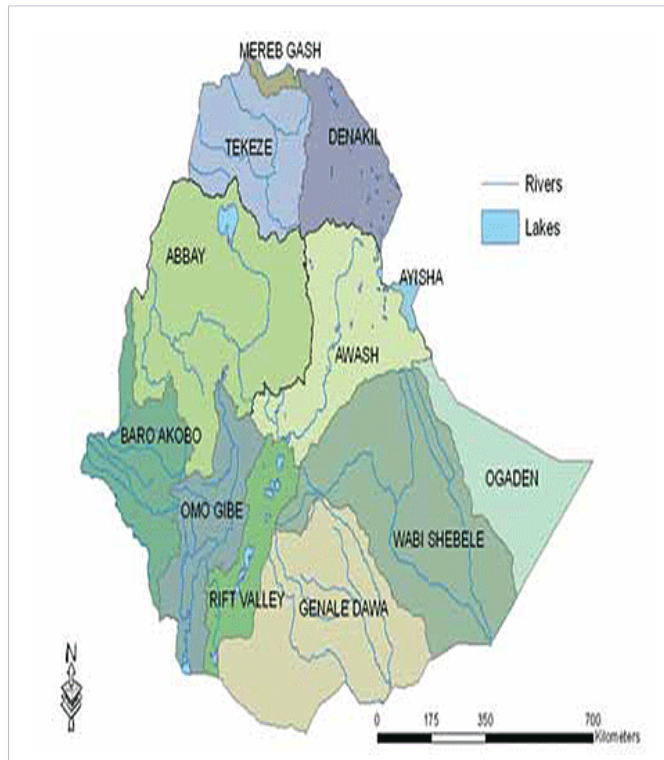 MEREB GASH
TEKEZE
DENAKIL
Rivers
Lakes
ABBAY
AYISHA
AWASH
BARO AKOBO
OGADEN
OMO GIBE
WABI SHEBELE
RIFT VALLEY
GENALE DAWA
N
0 175 350 700
Kilometers